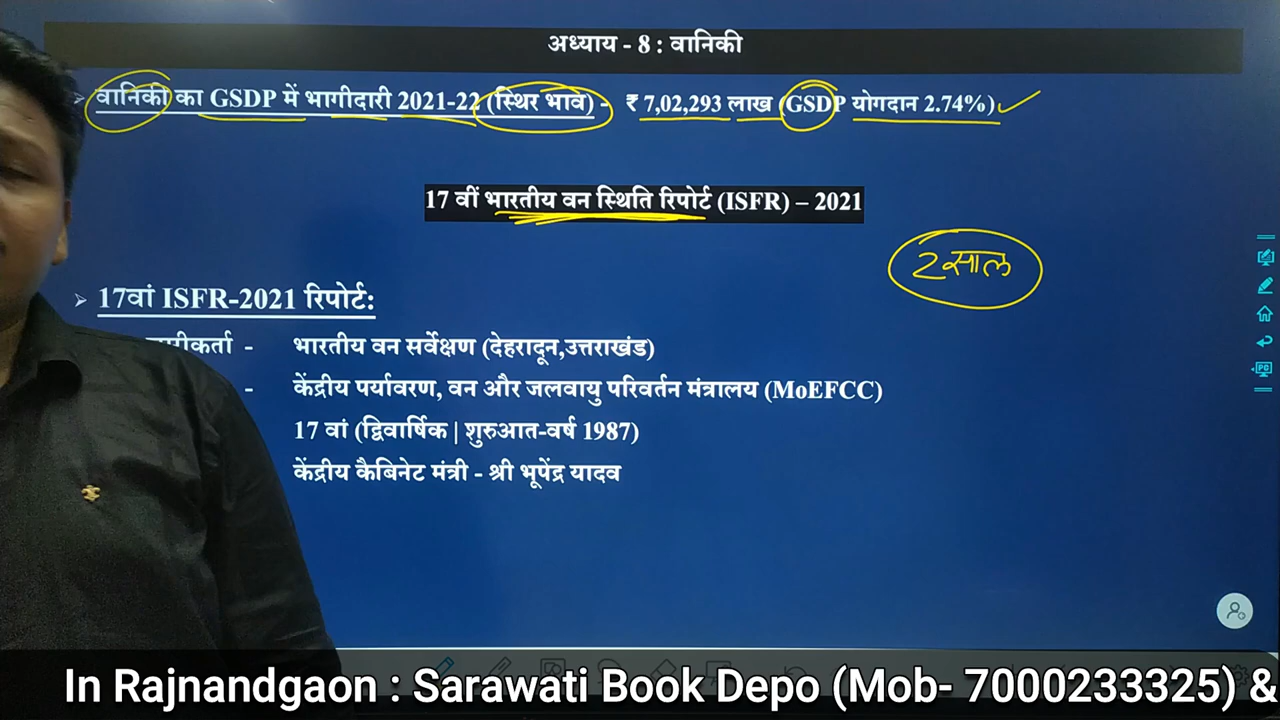 अध्याय - 8 : वानिकी
➢ वानिकी का GSDP में भागीदारी 2021-22 (स्थिर भाव) - ₹ 7,02,293 लाख (GSDP योगदान 2.74%)
17 वीं भारतीय वन स्थिति रिपोर्ट (ISFR) – 2021
2 साल
➢ 17वां ISFR-2021 रिपोर्ट:
- भारतीय वन सर्वेक्षण (देहरादून,उत्तराखंड)
- केंद्रीय पर्यावरण, वन और जलवायु परिवर्तन मंत्रालय (MoEFCC)
17 वां (द्विवार्षिक | शुरुआत-वर्ष 1987)
केंद्रीय कैबिनेट मंत्री - श्री भूपेंद्र यादव
PC
In Rajnandgaon : Sarawati Book Depo (Mob- 7000233325) &